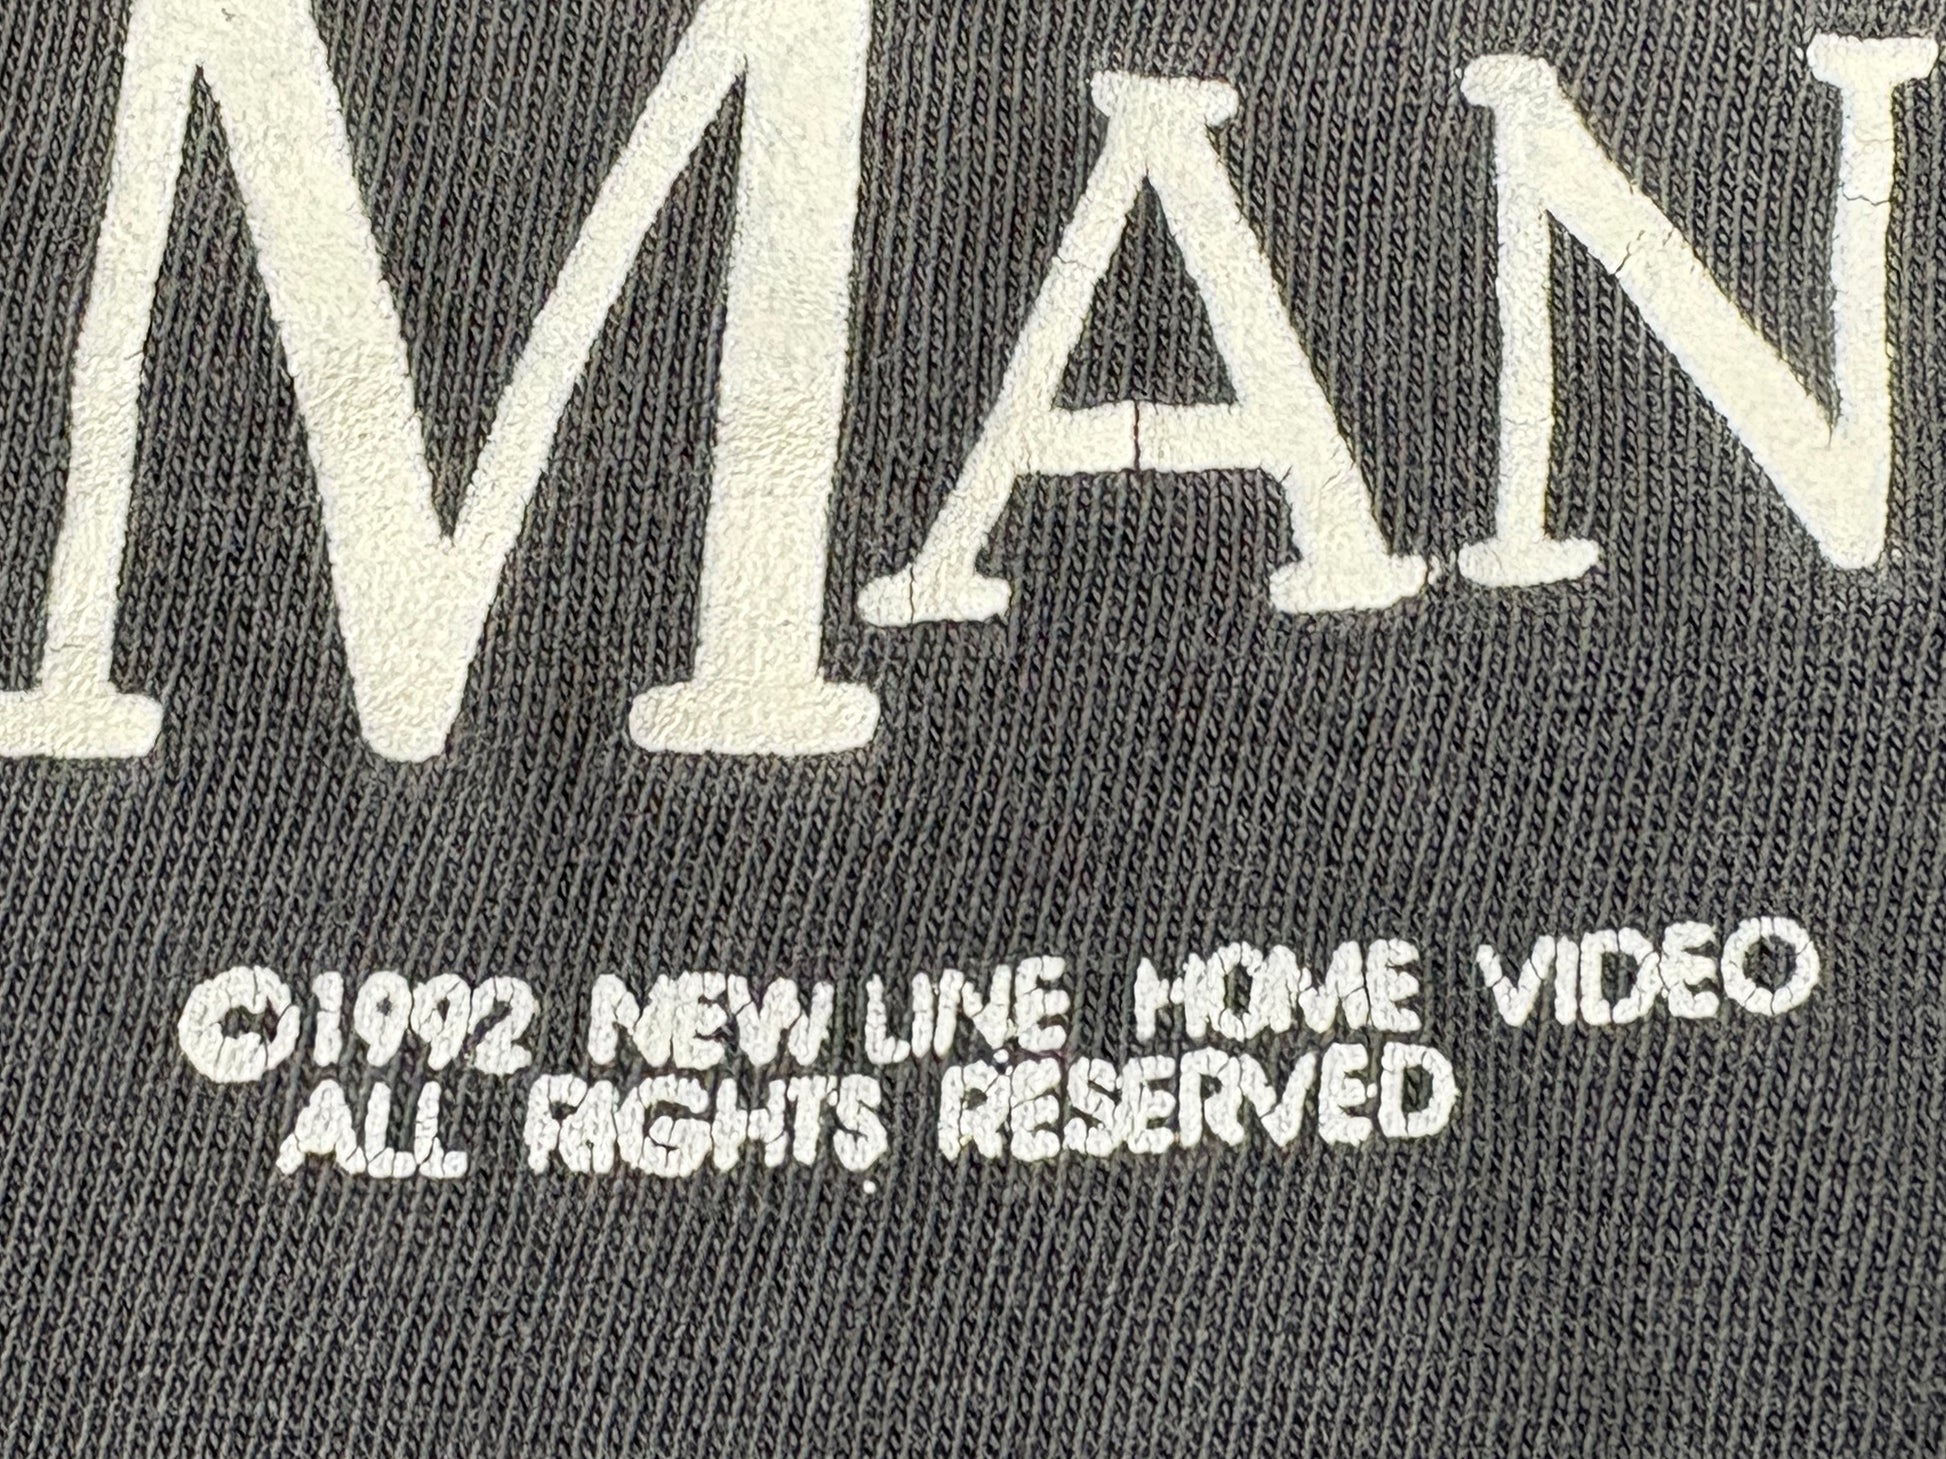 MAN
©1992 NEW LINE HOME VIDEO
ALL RIGHTS RESERVED